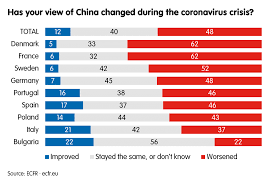 Has your view of China changed during the coronavirus crisis?
TOTAL 12 40 48
Denmark 5 33 62
France 6 32 62
Sweden 6 42 52
Germany 7 45 48
Portugal 16 38 46
Spain 17 36 46
Poland 14 44 43
Italy 21 42 37
Bulgaria 22 56 22
Improved Stayed the same, or don't know Worsened
Source: ECFR · ecfr.eu